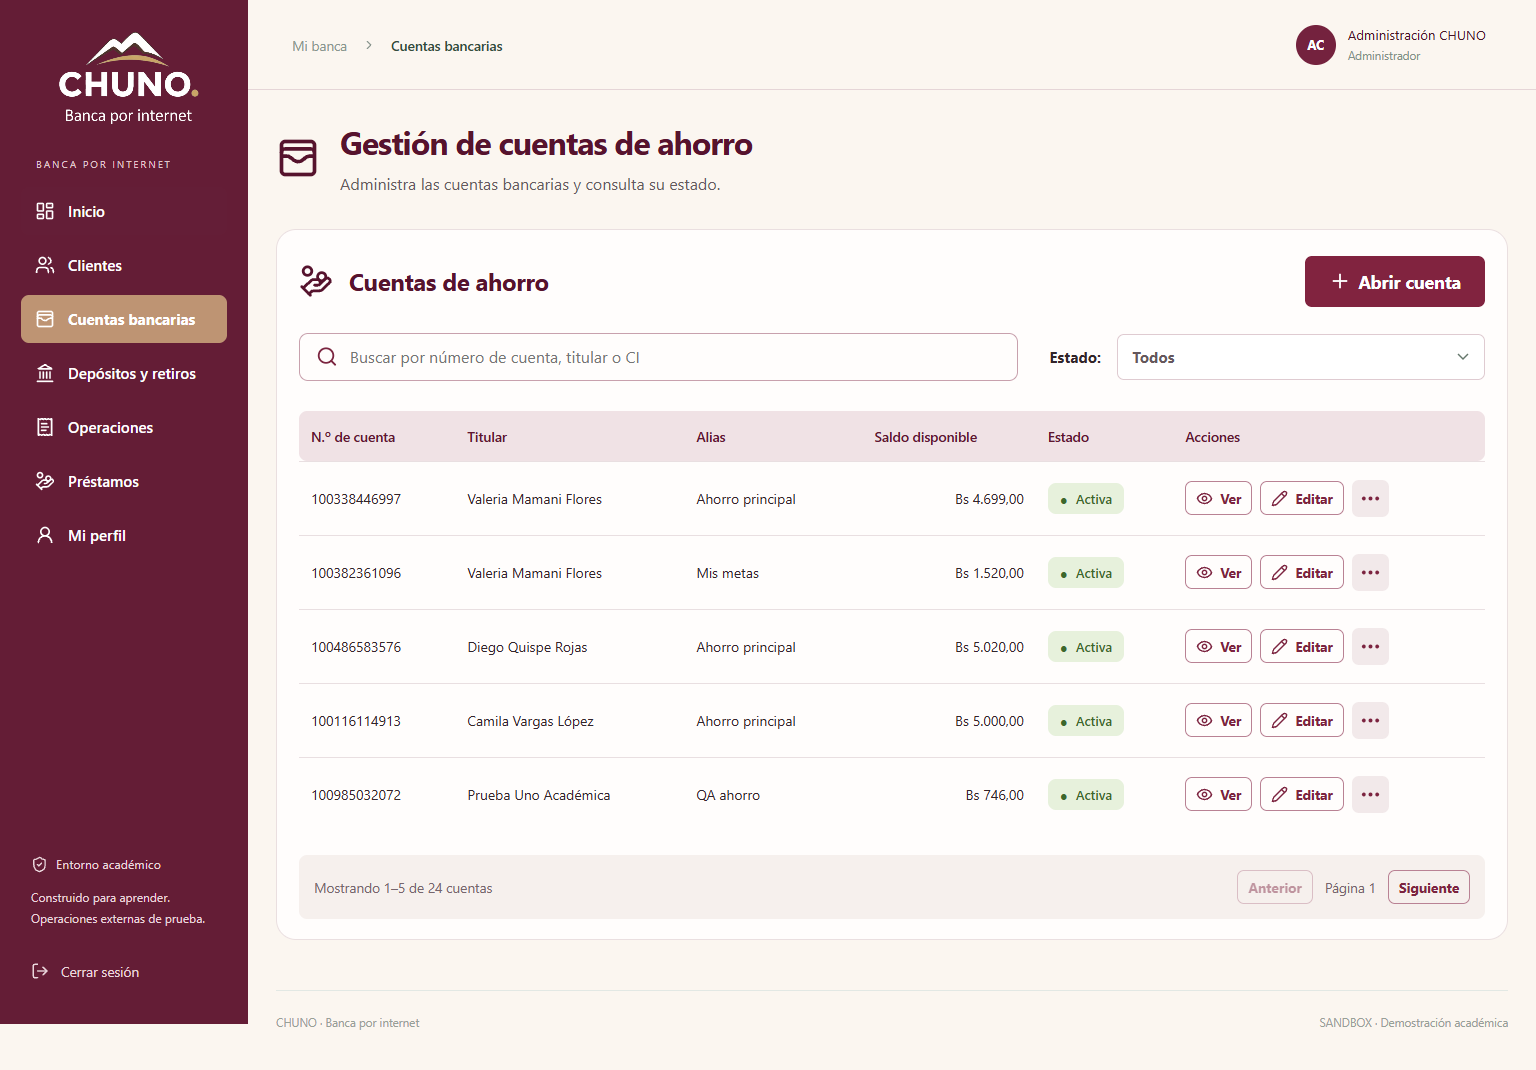 CHUNO.
Banca por internet
BANCA POR INTERNET
Inicio
Clientes
Cuentas bancarias
Depósitos y retiros
Operaciones
Préstamos
Mi perfil
Entorno académico
Construido para aprender.
Operaciones externas de prueba.
Cerrar sesión
Mi banca > Cuentas bancarias
AC
Administración CHUNO
Administrador
Gestión de cuentas de ahorro
Administra las cuentas bancarias y consulta su estado.
Cuentas de ahorro
+ Abrir cuenta
Buscar por número de cuenta, titular o CI
Estado: Todos
N.º de cuenta Titular Alias Saldo disponible Estado Acciones
100338446997 Valeria Mamani Flores Ahorro principal Bs 4.699,00 • Activa Ver Editar •••
100382361096 Valeria Mamani Flores Mis metas Bs 1.520,00 • Activa Ver Editar •••
100486583576 Diego Quispe Rojas Ahorro principal Bs 5.020,00 • Activa Ver Editar •••
100116114913 Camila Vargas López Ahorro principal Bs 5.000,00 • Activa Ver Editar •••
100985032072 Prueba Uno Académica QA ahorro Bs 746,00 • Activa Ver Editar •••
Mostrando 1–5 de 24 cuentas Anterior Página 1 Siguiente
CHUNO · Banca por internet SANDBOX · Demostración académica